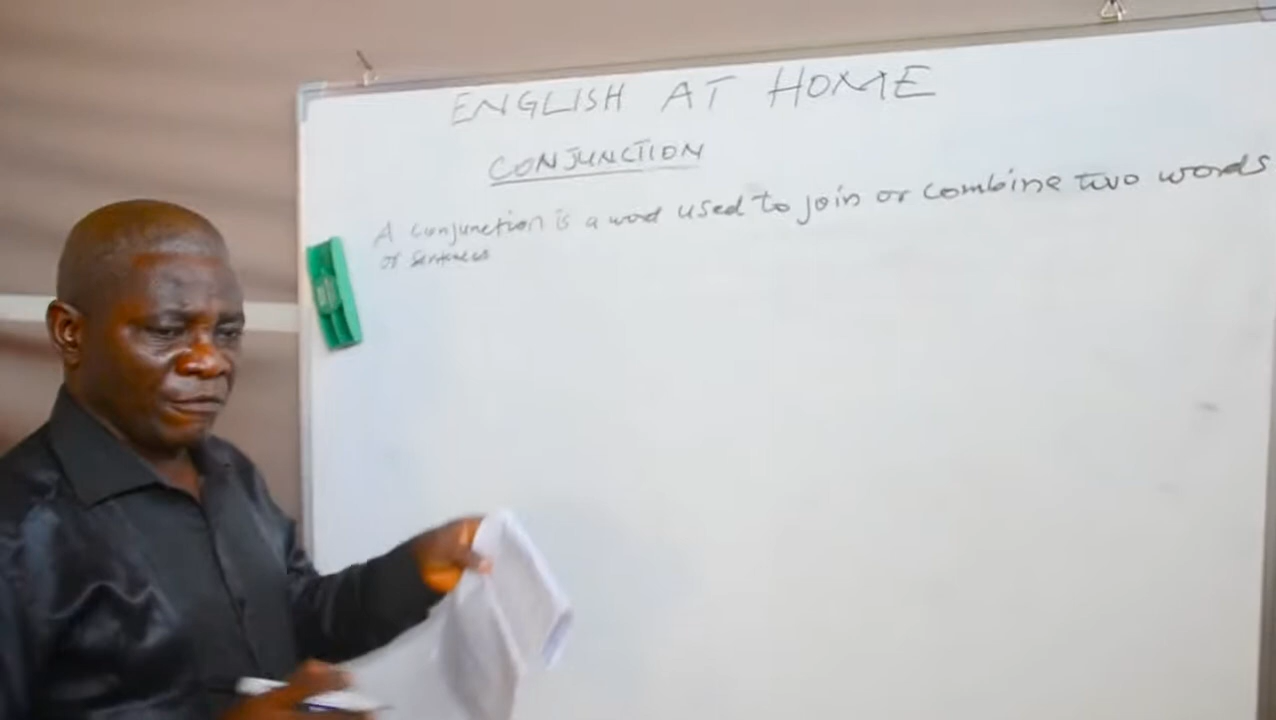 ENGLISH AT HOME
CONJUNCTION
A conjunction is a word used to join or combine two words
or sentences